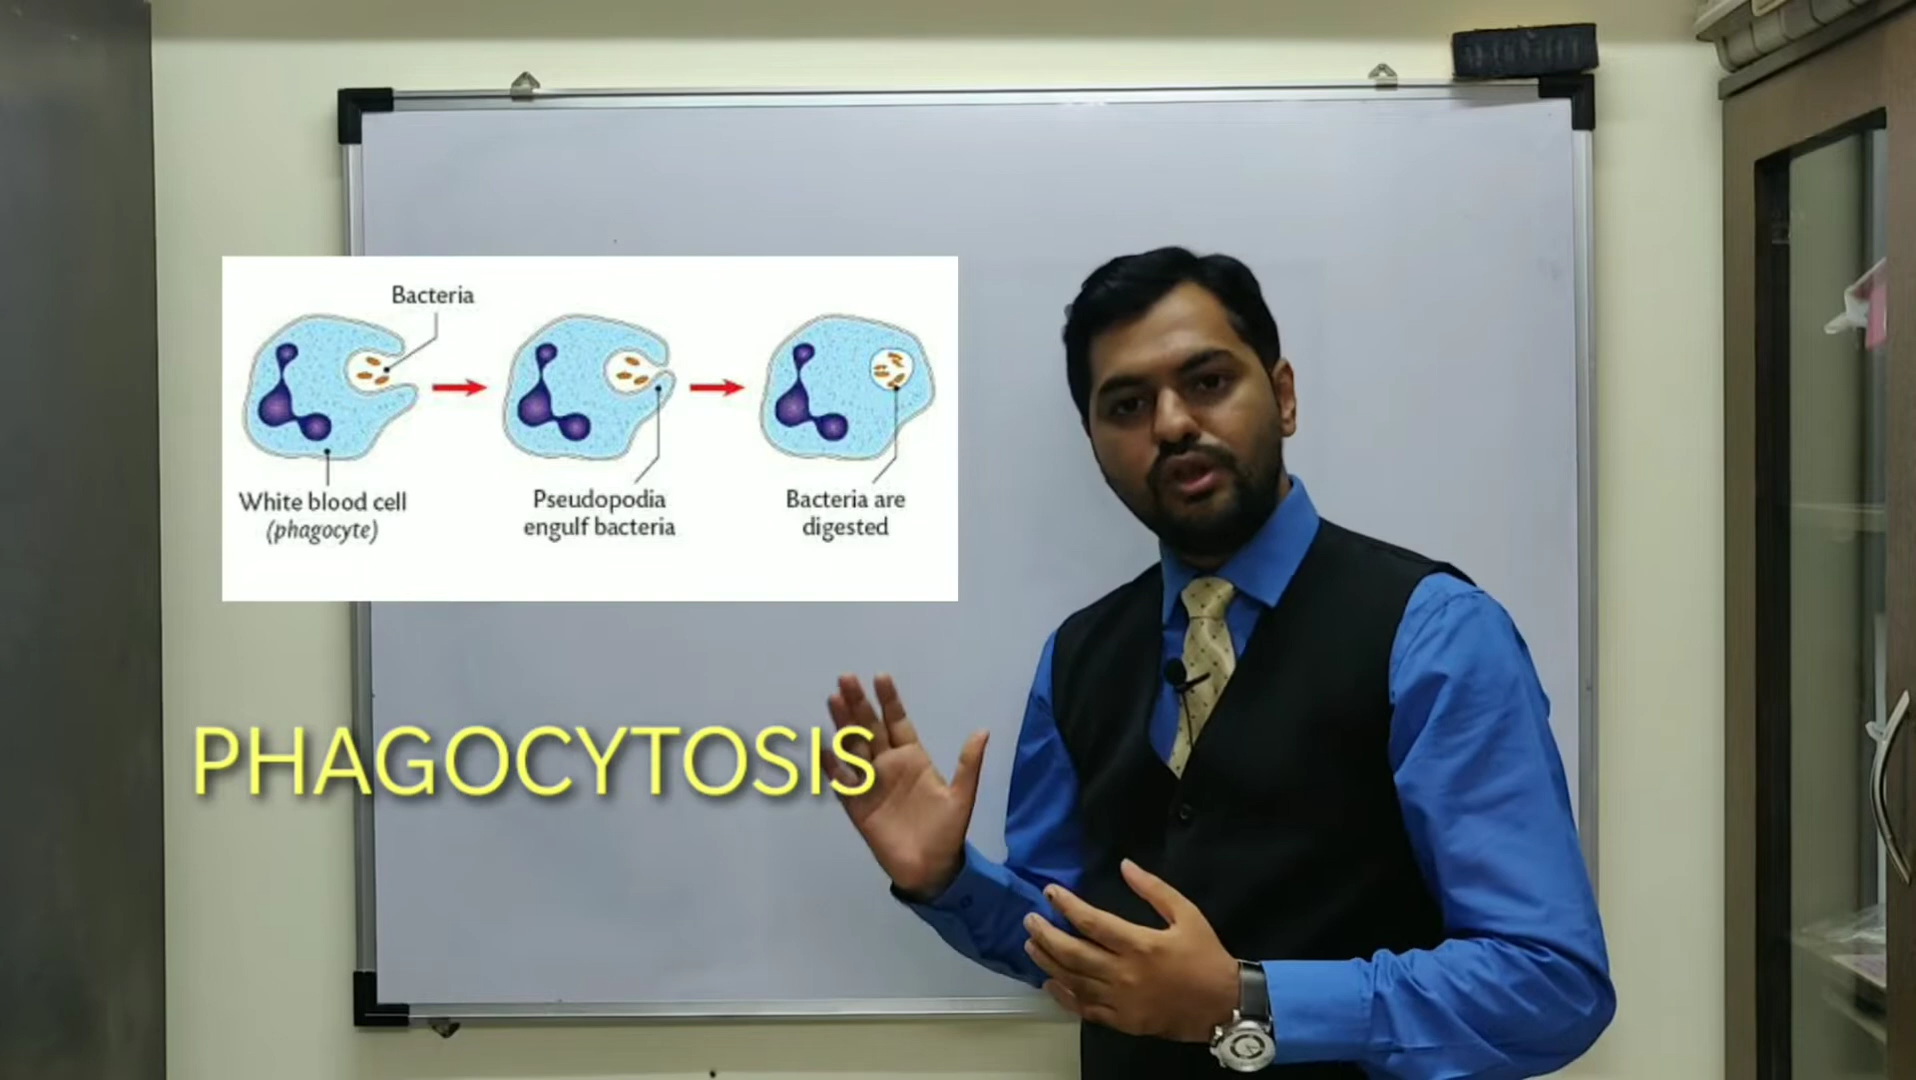 Bacteria
White blood cell
(phagocyte)
Pseudopodia
engulf bacteria
Bacteria are
digested
PHAGOCYTOSIS